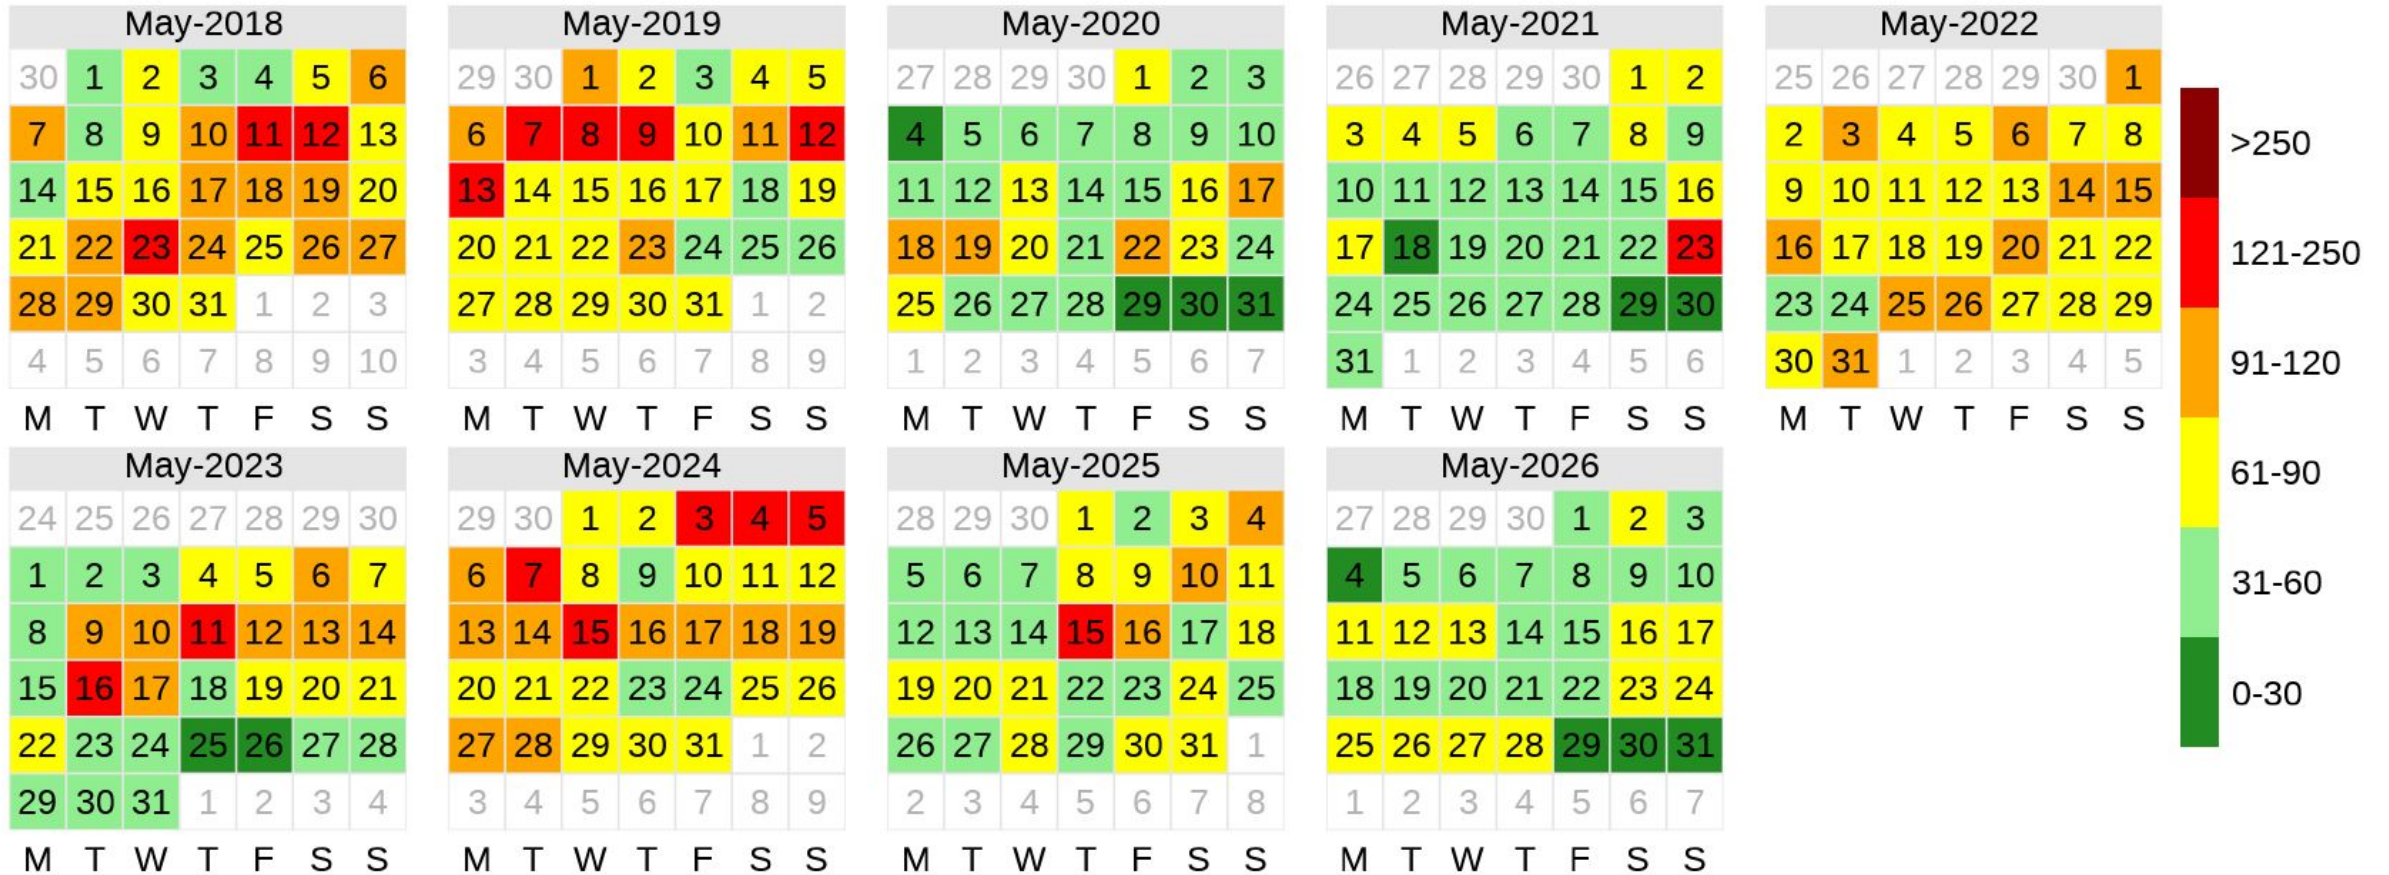 May-2018 May-2019 May-2020 May-2021 May-2022
30 1 2 3 4 5 6 29 30 1 2 3 4 5 27 28 29 30 1 2 3 26 27 28 29 30 1 2 25 26 27 28 29 30 1
7 8 9 10 11 12 13 6 7 8 9 10 11 12 4 5 6 7 8 9 10 3 4 5 6 7 8 9 2 3 4 5 6 7 8 >250
14 15 16 17 18 19 20 13 14 15 16 17 18 19 11 12 13 14 15 16 17 10 11 12 13 14 15 16 9 10 11 12 13 14 15
21 22 23 24 25 26 27 20 21 22 23 24 25 26 18 19 20 21 22 23 24 17 18 19 20 21 22 23 16 17 18 19 20 21 22 121-250
28 29 30 31 1 2 3 27 28 29 30 31 1 2 25 26 27 28 29 30 31 24 25 26 27 28 29 30 23 24 25 26 27 28 29
4 5 6 7 8 9 10 3 4 5 6 7 8 9 1 2 3 4 5 6 7 31 1 2 3 4 5 6 30 31 1 2 3 4 5 91-120
M T W T F S S M T W T F S S M T W T F S S M T W T F S S M T W T F S S
May-2023 May-2024 May-2025 May-2026 61-90
24 25 26 27 28 29 30 29 30 1 2 3 4 5 28 29 30 1 2 3 4 27 28 29 30 1 2 3
1 2 3 4 5 6 7 6 7 8 9 10 11 12 5 6 7 8 9 10 11 4 5 6 7 8 9 10 31-60
8 9 10 11 12 13 14 13 14 15 16 17 18 19 12 13 14 15 16 17 18 11 12 13 14 15 16 17
15 16 17 18 19 20 21 20 21 22 23 24 25 26 19 20 21 22 23 24 25 18 19 20 21 22 23 24 0-30
22 23 24 25 26 27 28 27 28 29 30 31 1 2 26 27 28 29 30 31 1 25 26 27 28 29 30 31
29 30 31 1 2 3 4 3 4 5 6 7 8 9 2 3 4 5 6 7 8 1 2 3 4 5 6 7
M T W T F S S M T W T F S S M T W T F S S M T W T F S S